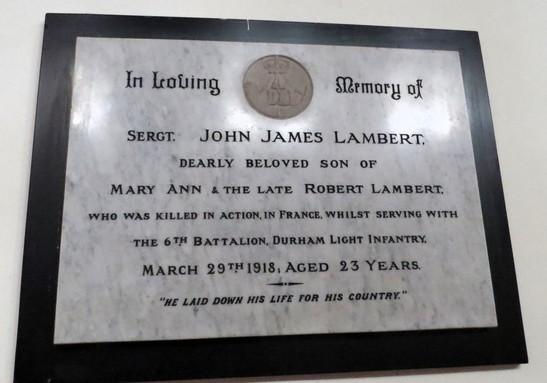 In Loving Memory of
SERGT. JOHN JAMES LAMBERT,
DEARLY BELOVED SON OF
MARY ANN & THE LATE ROBERT LAMBERT,
WHO WAS KILLED IN ACTION, IN FRANCE, WHILST SERVING WITH
THE 6TH BATTALION, DURHAM LIGHT INFANTRY,
MARCH 29TH 1918, AGED 23 YEARS.
"HE LAID DOWN HIS LIFE FOR HIS COUNTRY."